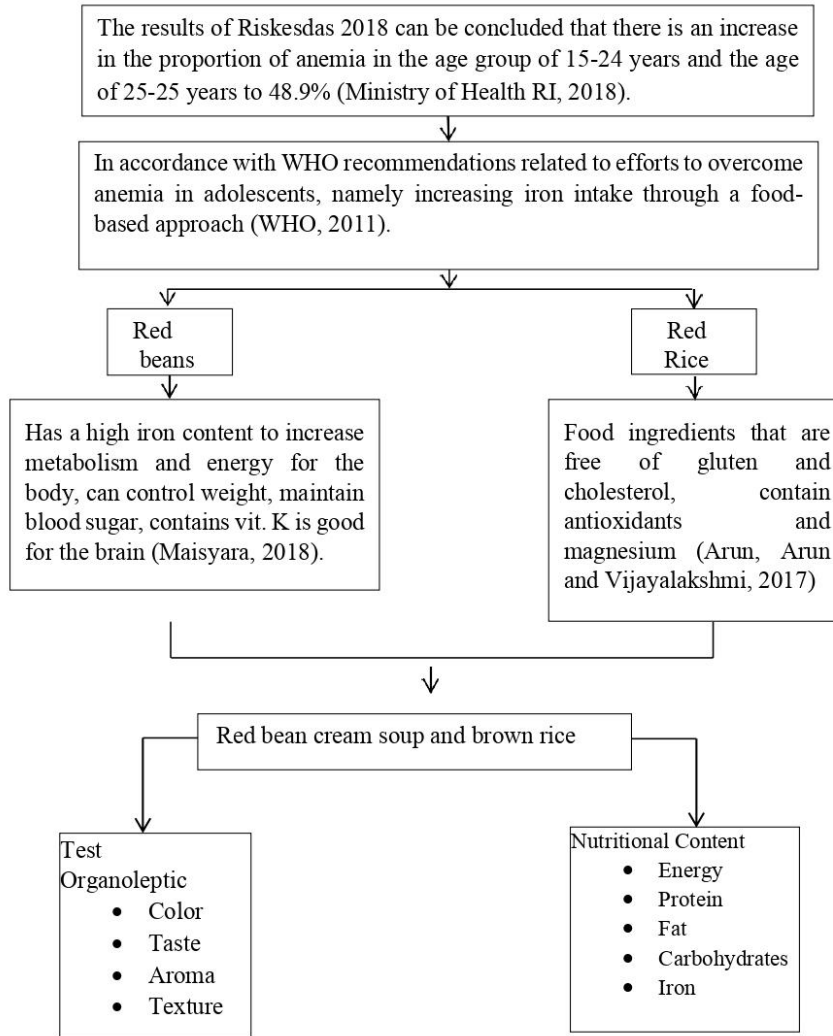 The results of Riskesdas 2018 can be concluded that there is an increase
in the proportion of anemia in the age group of 15-24 years and the age
of 25-25 years to 48.9% (Ministry of Health RI, 2018).
In accordance with WHO recommendations related to efforts to overcome
anemia in adolescents, namely increasing iron intake through a food-
based approach (WHO, 2011).
Red
beans
Red
Rice
Has a high iron content to increase
metabolism and energy for the
body, can control weight, maintain
blood sugar, contains vit. K is good
for the brain (Maisyara, 2018).
Food ingredients that are
free of gluten and
cholesterol, contain
antioxidants and
magnesium (Arun, Arun
and Vijayalakshmi, 2017)
Red bean cream soup and brown rice
Test
Organoleptic
• Color
• Taste
• Aroma
• Texture
Nutritional Content
• Energy
• Protein
• Fat
• Carbohydrates
• Iron